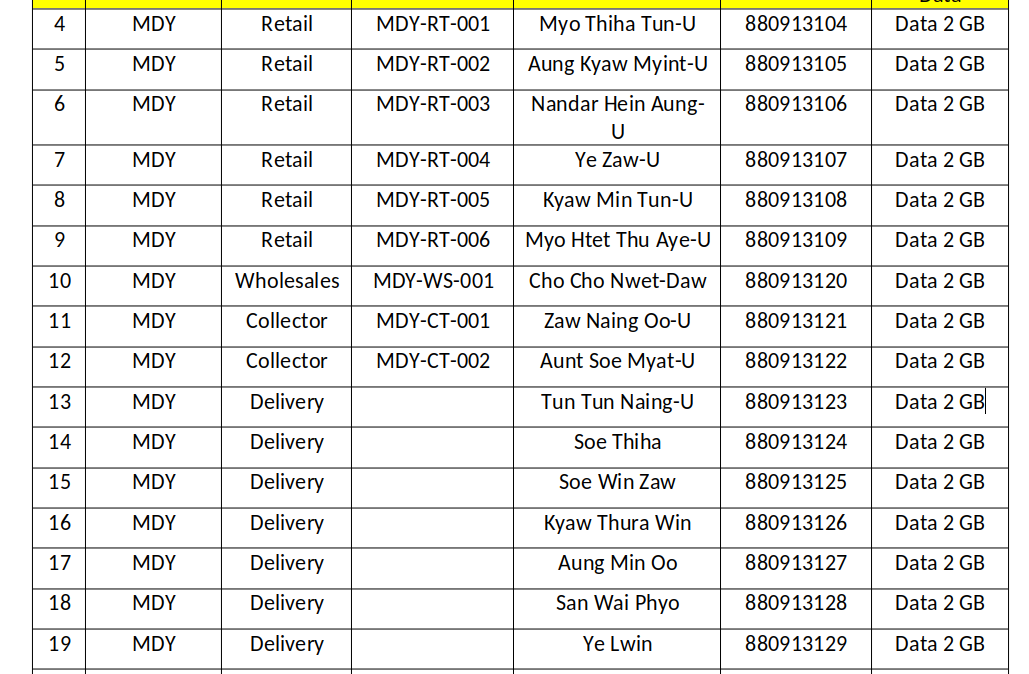 Data
4 MDY Retail MDY-RT-001 Myo Thiha Tun-U 880913104 Data 2 GB
5 MDY Retail MDY-RT-002 Aung Kyaw Myint-U 880913105 Data 2 GB
6 MDY Retail MDY-RT-003 Nandar Hein Aung- 880913106 Data 2 GB
U
7 MDY Retail MDY-RT-004 Ye Zaw-U 880913107 Data 2 GB
8 MDY Retail MDY-RT-005 Kyaw Min Tun-U 880913108 Data 2 GB
9 MDY Retail MDY-RT-006 Myo Htet Thu Aye-U 880913109 Data 2 GB
10 MDY Wholesales MDY-WS-001 Cho Cho Nwet-Daw 880913120 Data 2 GB
11 MDY Collector MDY-CT-001 Zaw Naing Oo-U 880913121 Data 2 GB
12 MDY Collector MDY-CT-002 Aunt Soe Myat-U 880913122 Data 2 GB
13 MDY Delivery Tun Tun Naing-U 880913123 Data 2 GB
14 MDY Delivery Soe Thiha 880913124 Data 2 GB
15 MDY Delivery Soe Win Zaw 880913125 Data 2 GB
16 MDY Delivery Kyaw Thura Win 880913126 Data 2 GB
17 MDY Delivery Aung Min Oo 880913127 Data 2 GB
18 MDY Delivery San Wai Phyo 880913128 Data 2 GB
19 MDY Delivery Ye Lwin 880913129 Data 2 GB